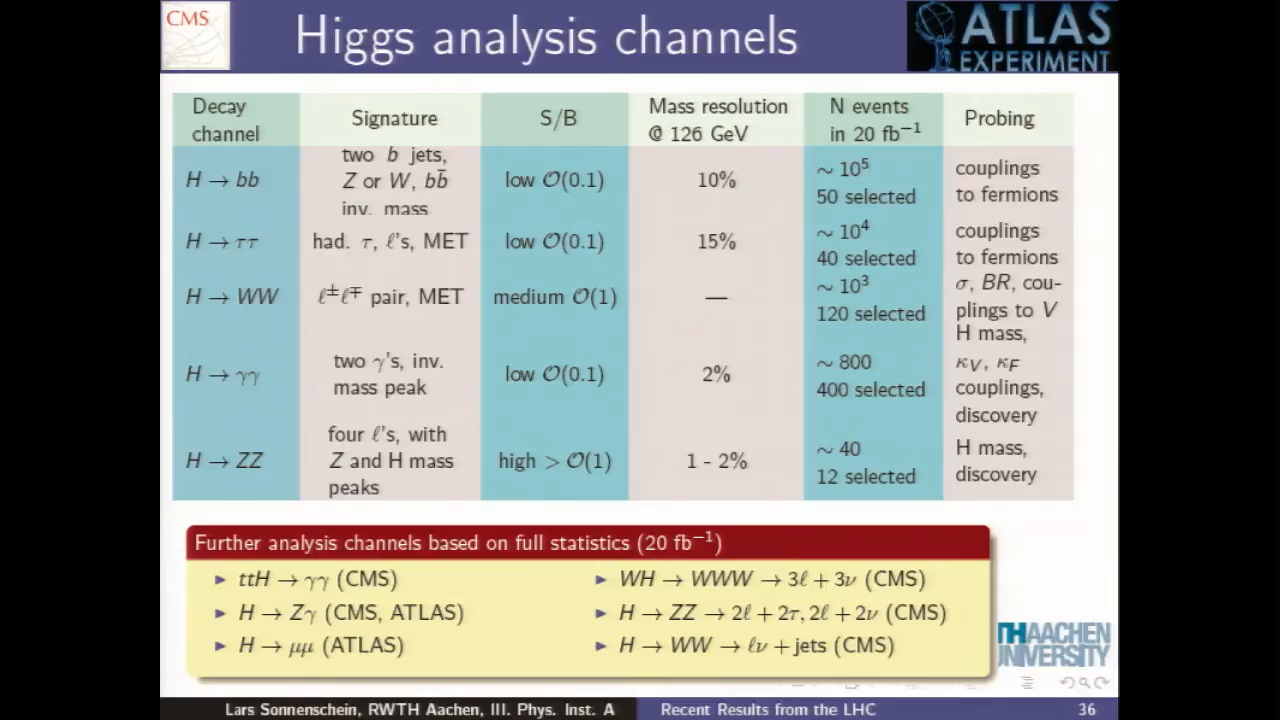 CMS
Higgs analysis channels
ATLAS
EXPERIMENT
Decay channel | Signature | S/B | Mass resolution @ 126 GeV | N events in 20 fb⁻¹ | Probing
H → bb | two b jets, Z or W, bb̄ inv. mass | low O(0.1) | 10% | ~ 10⁵ 50 selected | couplings to fermions
H → ττ | had. τ, ℓ's, MET | low O(0.1) | 15% | ~ 10⁴ 40 selected | couplings to fermions
H → WW | ℓ±ℓ∓ pair, MET | medium O(1) | — | ~ 10³ 120 selected | σ, BR, couplings to V
H → γγ | two γ's, inv. mass peak | low O(0.1) | 2% | ~ 800 400 selected | H mass, κV, κF couplings, discovery
H → ZZ | four ℓ's, with Z and H mass peaks | high > O(1) | 1 - 2% | ~ 40 12 selected | H mass, discovery
Further analysis channels based on full statistics (20 fb⁻¹)
▶ ttH → γγ (CMS)
▶ H → Zγ (CMS, ATLAS)
▶ H → μμ (ATLAS)
▶ WH → WWW → 3ℓ + 3ν (CMS)
▶ H → ZZ → 2ℓ + 2τ, 2ℓ + 2ν (CMS)
▶ H → WW → ℓν + jets (CMS)
THAACHEN
UNIVERSITY
Lars Sonnenschein, RWTH Aachen, III. Phys. Inst. A
Recent Results from the LHC
36